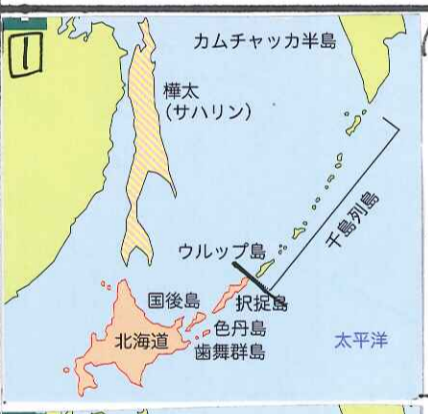 1
カムチャッカ半島
樺太
(サハリン)
千島列島
ウルップ島
国後島
択捉島
色丹島
歯舞群島
北海道
太平洋